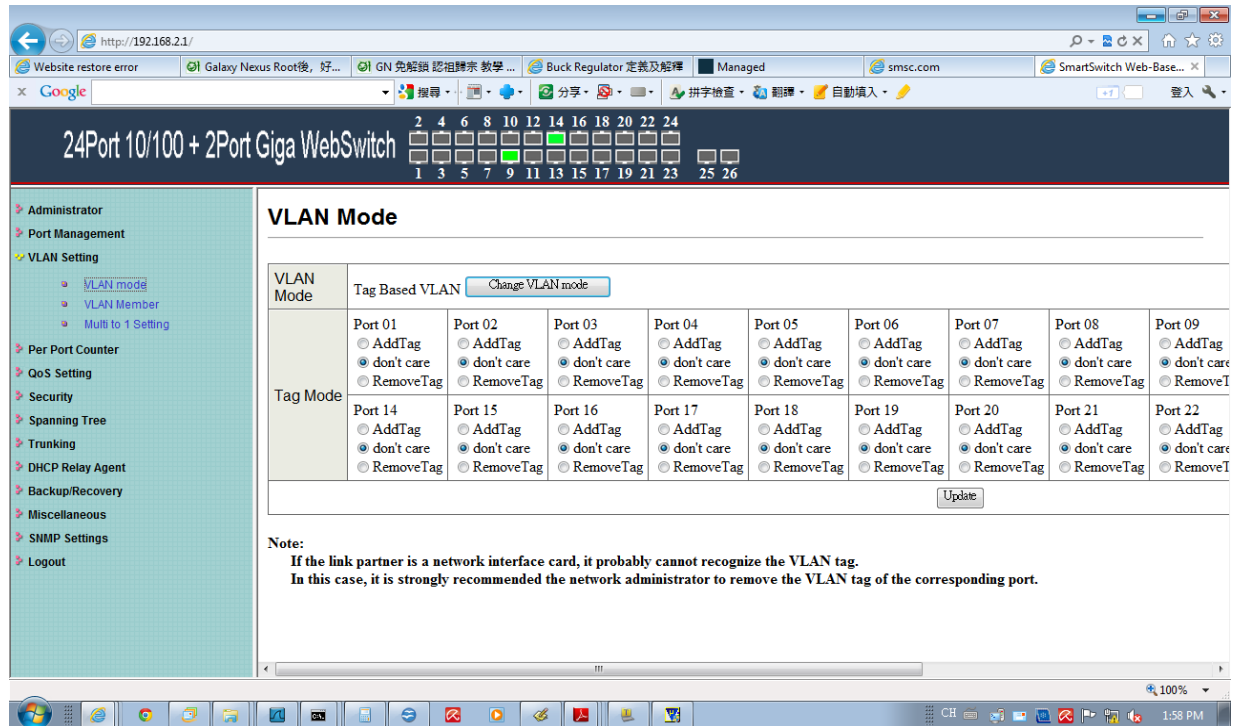 http://192.168.2.1/
Website restore error
Galaxy Nexus Root後，好...
GN 免解鎖 認祖歸宗 教學 ...
Buck Regulator 定義及解釋
Managed
smsc.com
SmartSwitch Web-Base...
x Google
搜尋
分享
拼字檢查
翻譯
自動填入
+1
登入
24Port 10/100 + 2Port Giga WebSwitch
2 4 6 8 10 12 14 16 18 20 22 24
1 3 5 7 9 11 13 15 17 19 21 23 25 26
Administrator
Port Management
VLAN Setting
VLAN mode
VLAN Member
Multi to 1 Setting
Per Port Counter
QoS Setting
Security
Spanning Tree
Trunking
DHCP Relay Agent
Backup/Recovery
Miscellaneous
SNMP Settings
Logout
VLAN Mode
VLAN Mode
Tag Based VLAN Change VLAN mode
Tag Mode
Port 01 Port 02 Port 03 Port 04 Port 05 Port 06 Port 07 Port 08 Port 09
AddTag AddTag AddTag AddTag AddTag AddTag AddTag AddTag AddTag
don't care don't care don't care don't care don't care don't care don't care don't care don't care
RemoveTag RemoveTag RemoveTag RemoveTag RemoveTag RemoveTag RemoveTag RemoveTag RemoveT
Port 14 Port 15 Port 16 Port 17 Port 18 Port 19 Port 20 Port 21 Port 22
AddTag AddTag AddTag AddTag AddTag AddTag AddTag AddTag AddTag
don't care don't care don't care don't care don't care don't care don't care don't care don't care
RemoveTag RemoveTag RemoveTag RemoveTag RemoveTag RemoveTag RemoveTag RemoveTag RemoveT
Update
Note:
If the link partner is a network interface card, it probably cannot recognize the VLAN tag.
In this case, it is strongly recommended the network administrator to remove the VLAN tag of the corresponding port.
100%
CH
1:58 PM